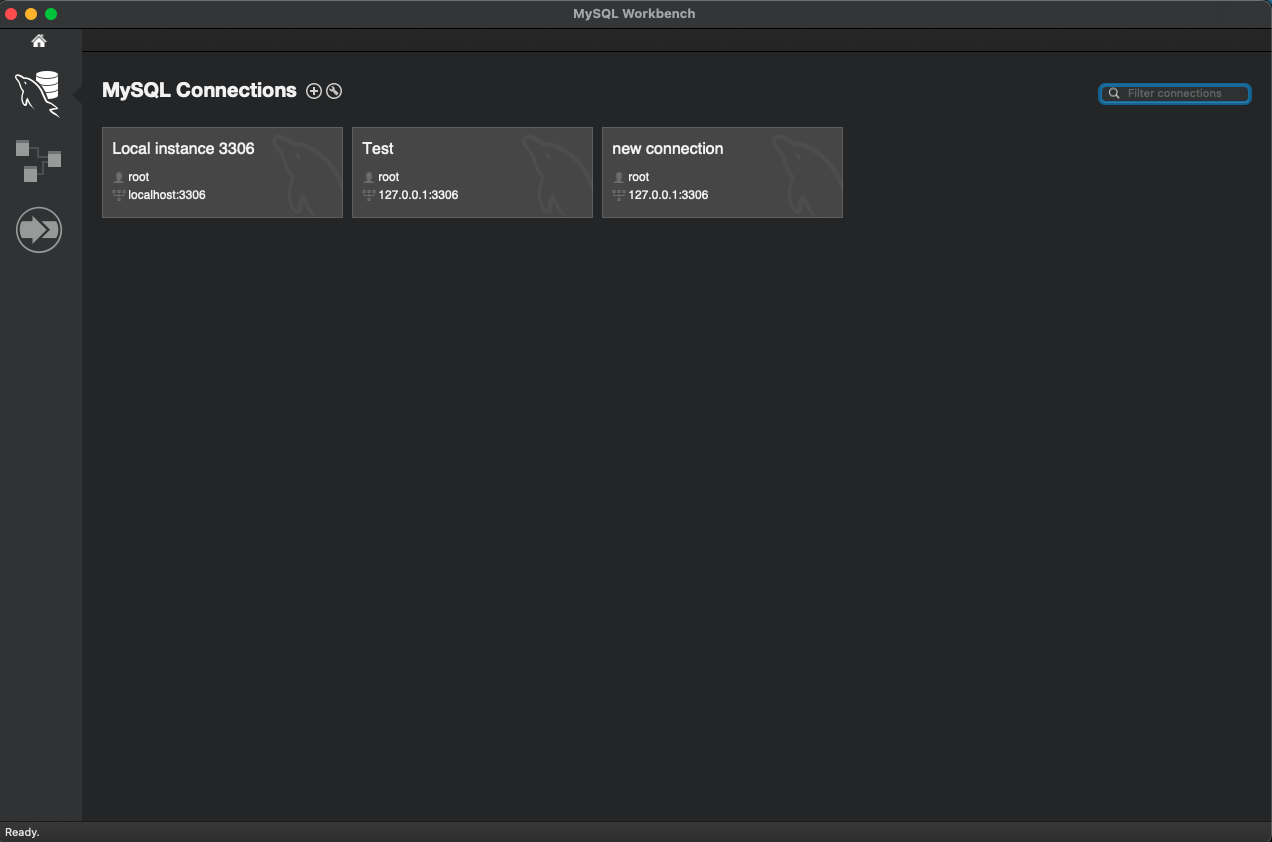 MySQL Workbench
MySQL Connections
Filter connections
Local instance 3306
root
localhost:3306
Test
root
127.0.0.1:3306
new connection
root
127.0.0.1:3306
Ready.